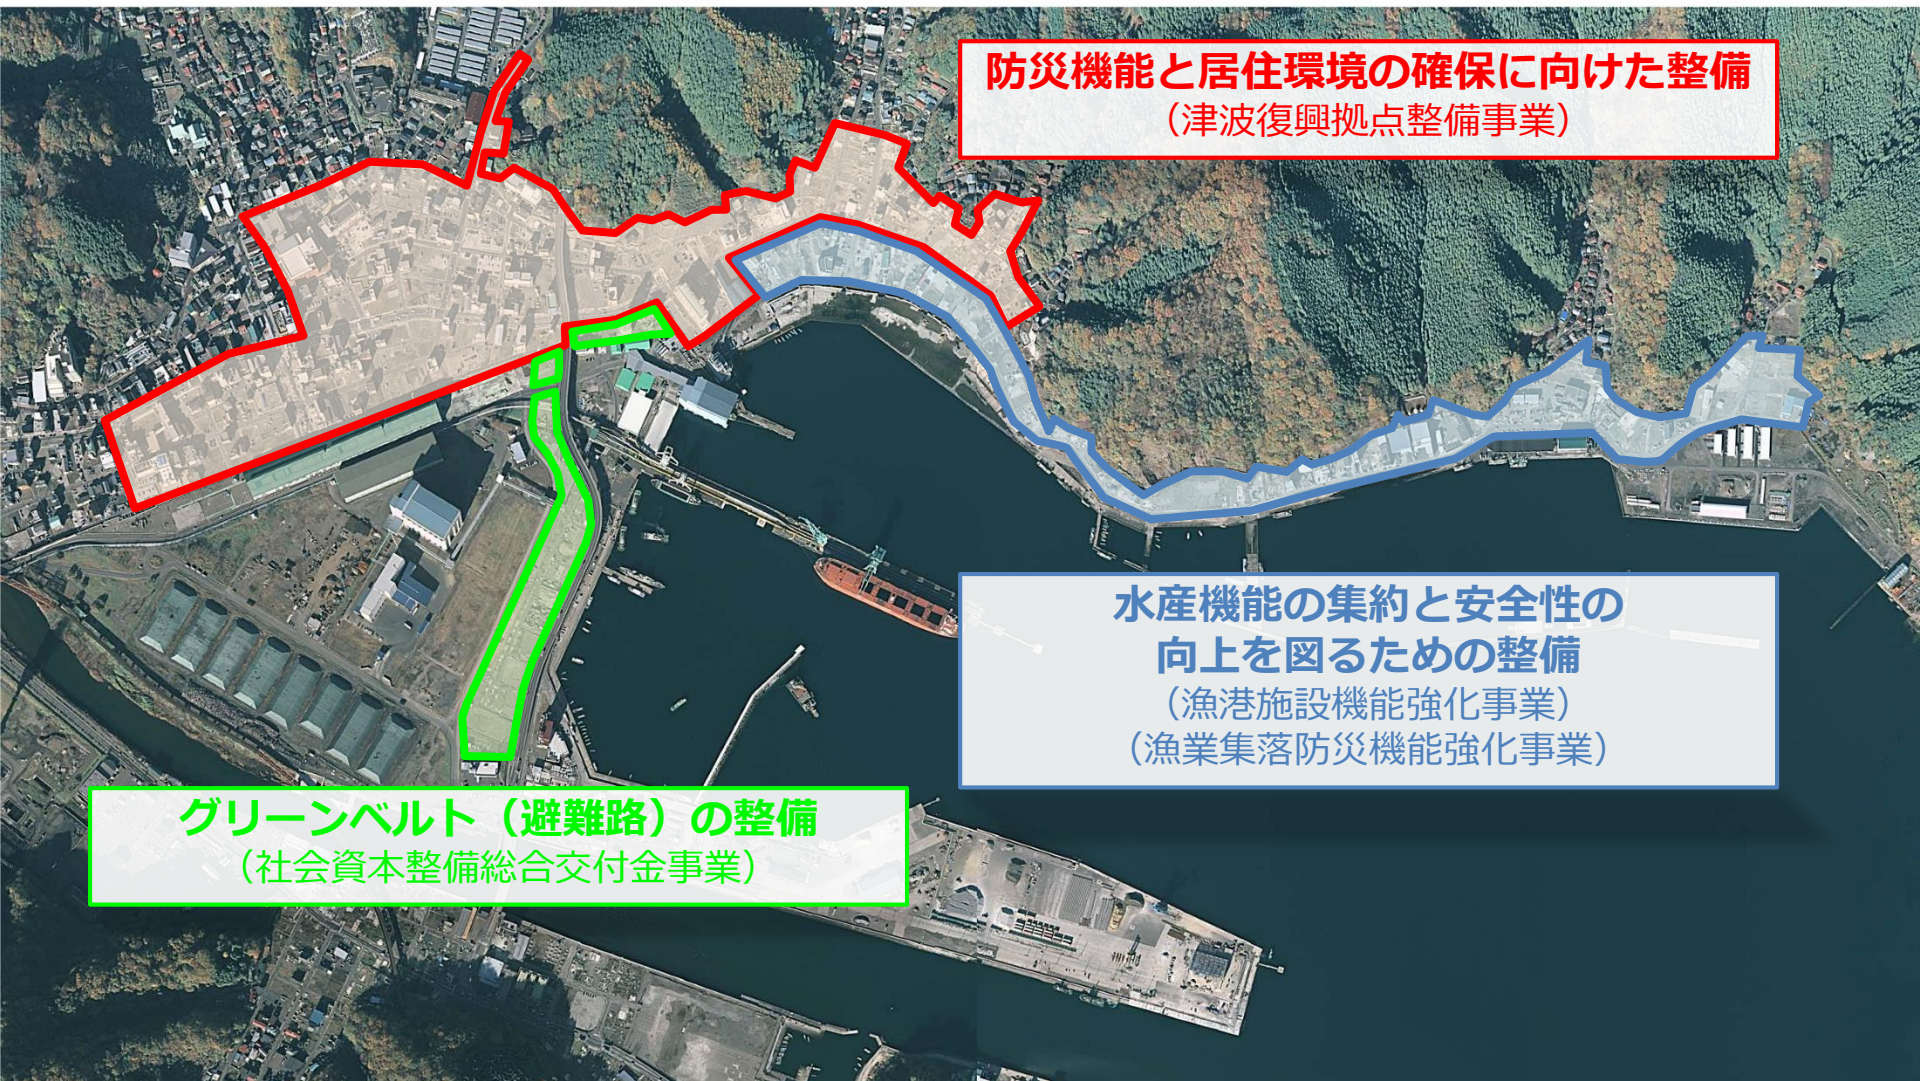 防災機能と居住環境の確保に向けた整備
（津波復興拠点整備事業）
水産機能の集約と安全性の
向上を図るための整備
（漁港施設機能強化事業）
（漁業集落防災機能強化事業）
グリーンベルト（避難路）の整備
（社会資本整備総合交付金事業）